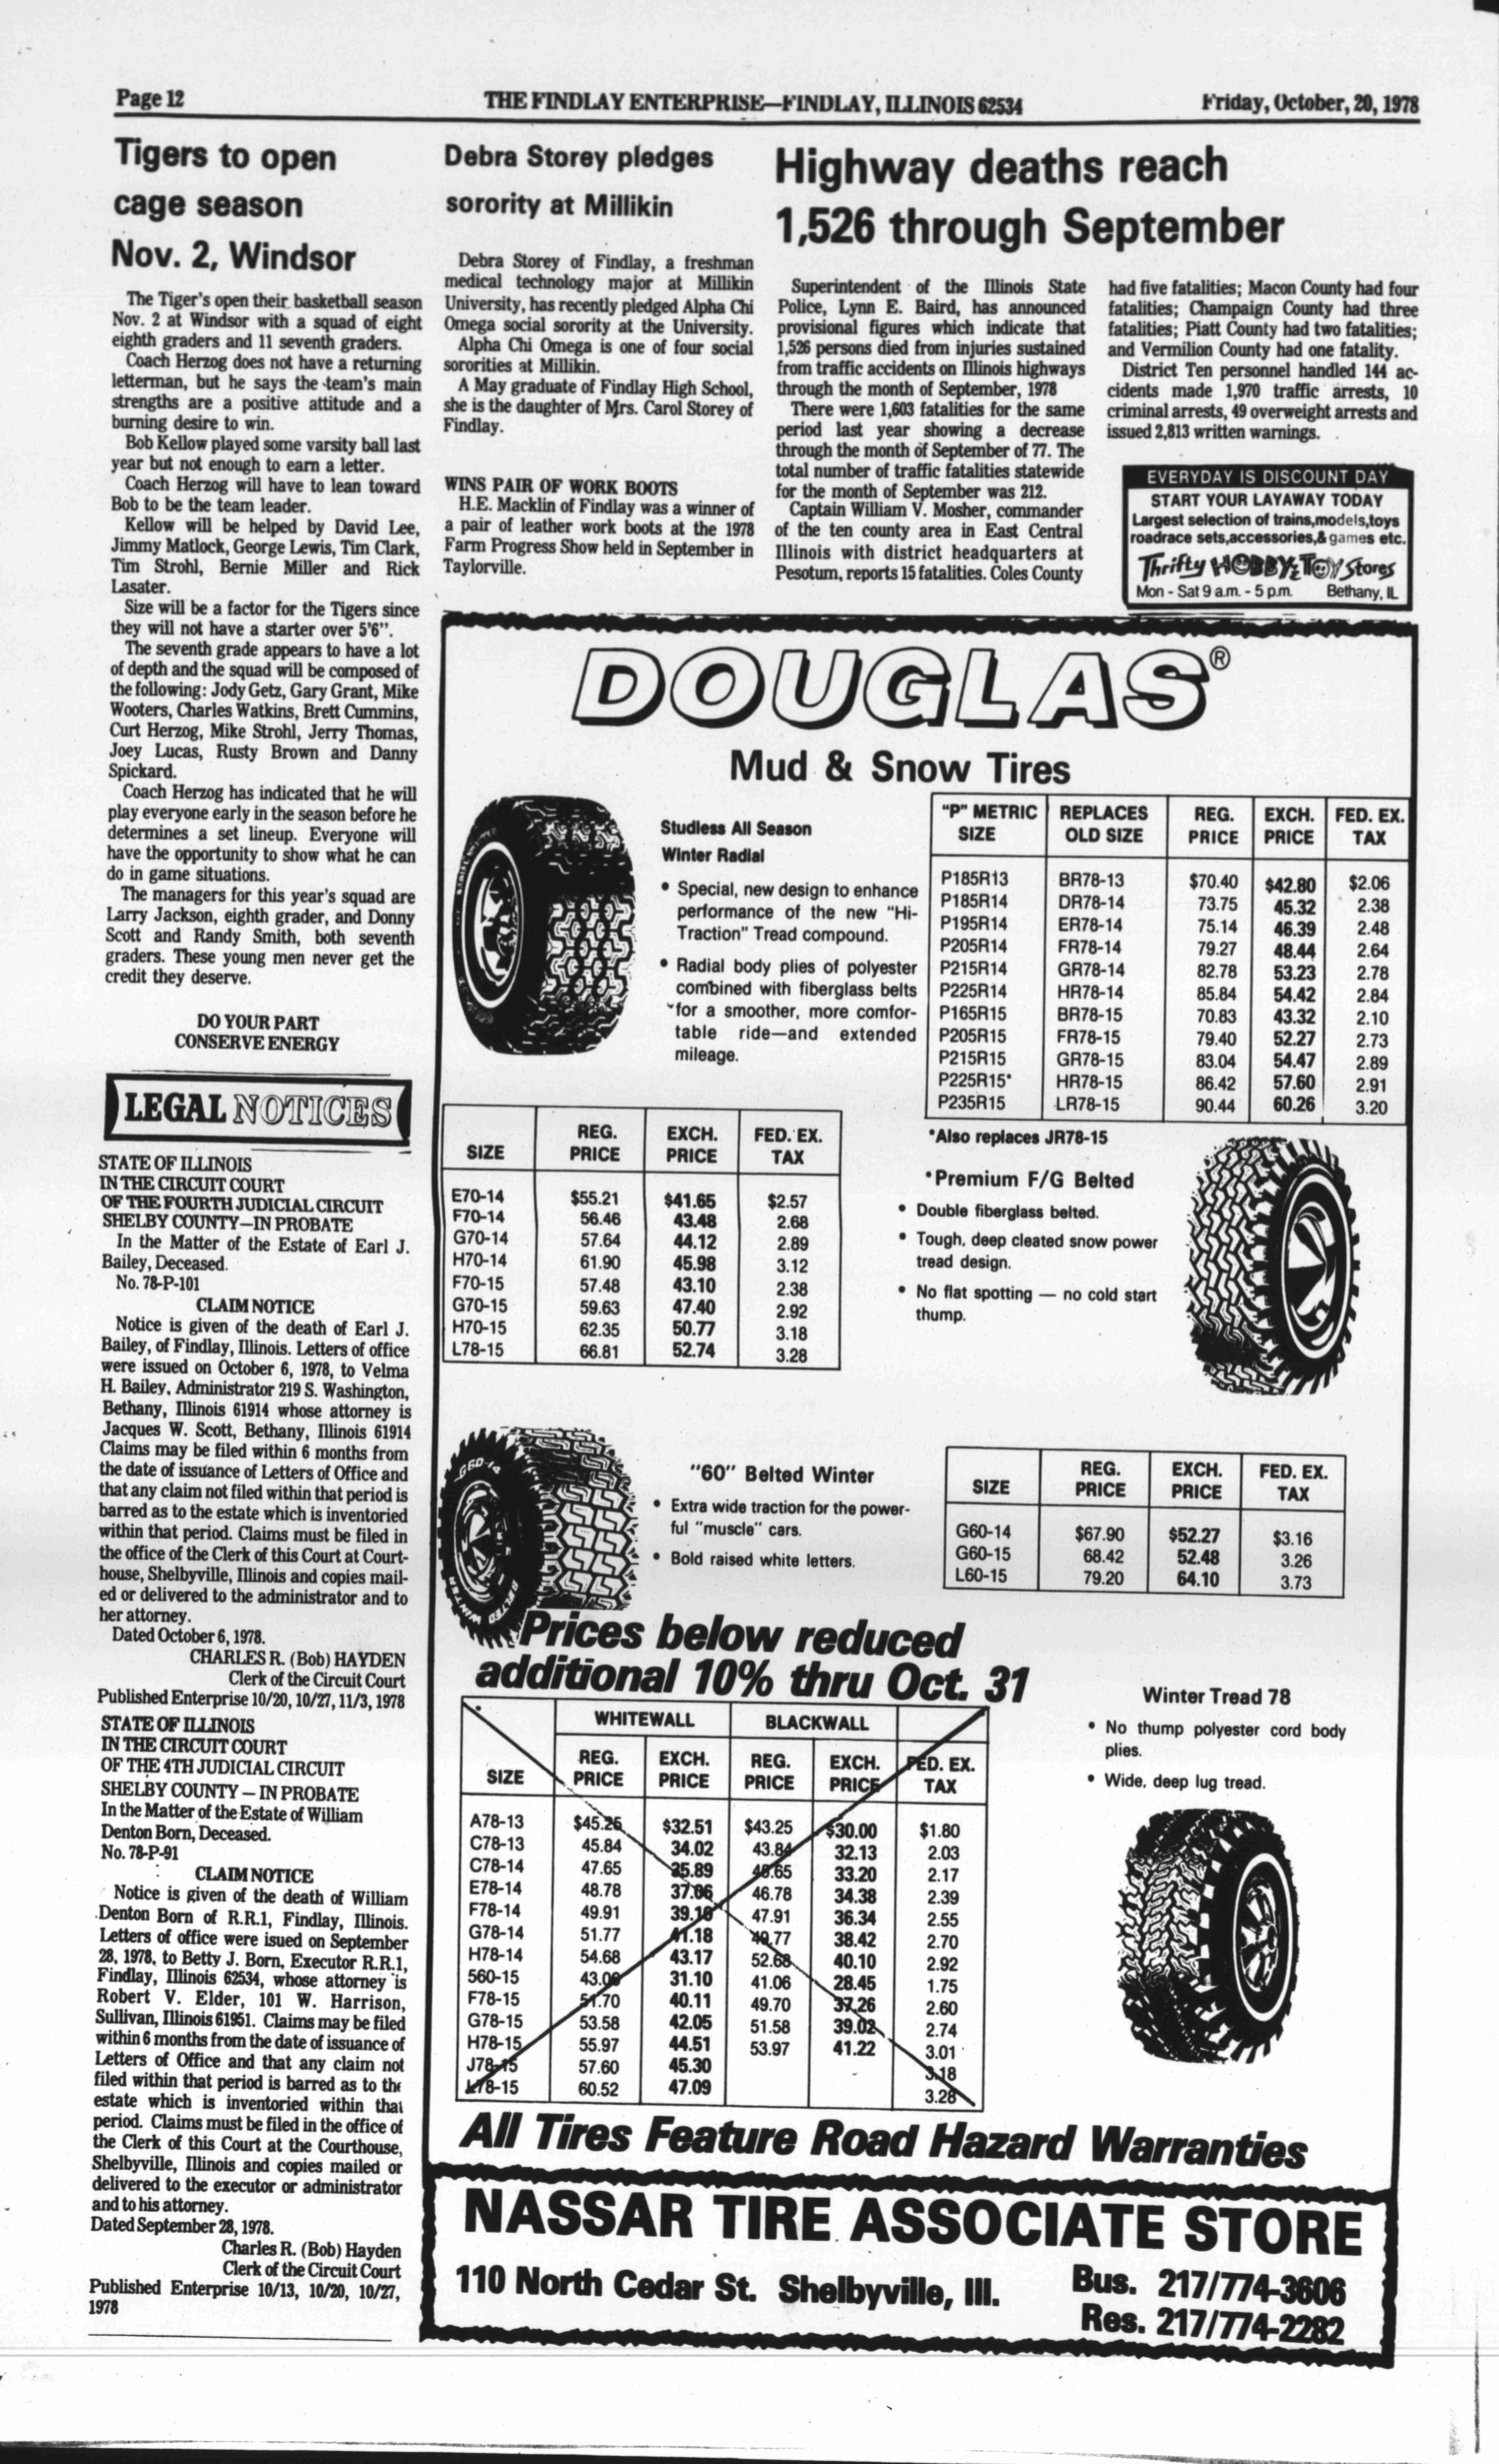 Page 12
THE FINDLAY ENTERPRISE—FINDLAY, ILLINOIS 62534
Friday, October, 20, 1978
Tigers to open
cage season
Nov. 2, Windsor
The Tiger's open their basketball season
Nov. 2 at Windsor with a squad of eight
eighth graders and 11 seventh graders.
Coach Herzog does not have a returning
letterman, but he says the team's main
strengths are a positive attitude and a
burning desire to win.
Bob Kellow played some varsity ball last
year but not enough to earn a letter.
Coach Herzog will have to lean toward
Bob to be the team leader.
Kellow will be helped by David Lee,
Jimmy Matlock, George Lewis, Tim Clark,
Tim Strohl, Bernie Miller and Rick
Lasater.
Size will be a factor for the Tigers since
they will not have a starter over 5'6".
The seventh grade appears to have a lot
of depth and the squad will be composed of
the following: Jody Getz, Gary Grant, Mike
Wooters, Charles Watkins, Brett Cummins,
Curt Herzog, Mike Strohl, Jerry Thomas,
Joey Lucas, Rusty Brown and Danny
Spickard.
Coach Herzog has indicated that he will
play everyone early in the season before he
determines a set lineup. Everyone will
have the opportunity to show what he can
do in game situations.
The managers for this year's squad are
Larry Jackson, eighth grader, and Donny
Scott and Randy Smith, both seventh
graders. These young men never get the
credit they deserve.
DO YOUR PART
CONSERVE ENERGY
LEGAL NOTICES
STATE OF ILLINOIS
IN THE CIRCUIT COURT
OF THE FOURTH JUDICIAL CIRCUIT
SHELBY COUNTY—IN PROBATE
In the Matter of the Estate of Earl J.
Bailey, Deceased.
No. 78-P-101
CLAIM NOTICE
Notice is given of the death of Earl J.
Bailey, of Findlay, Illinois. Letters of office
were issued on October 6, 1978, to Velma
H. Bailey, Administrator 219 S. Washington,
Bethany, Illinois 61914 whose attorney is
Jacques W. Scott, Bethany, Illinois 61914
Claims may be filed within 6 months from
the date of issuance of Letters of Office and
that any claim not filed within that period is
barred as to the estate which is inventoried
within that period. Claims must be filed in
the office of the Clerk of this Court at Court-
house, Shelbyville, Illinois and copies mail-
ed or delivered to the administrator and to
her attorney.
Dated October 6, 1978.
CHARLES R. (Bob) HAYDEN
Clerk of the Circuit Court
Published Enterprise 10/20, 10/27, 11/3, 1978
STATE OF ILLINOIS
IN THE CIRCUIT COURT
OF THE 4TH JUDICIAL CIRCUIT
SHELBY COUNTY — IN PROBATE
In the Matter of the Estate of William
Denton Born, Deceased.
No. 78-P-91
CLAIM NOTICE
Notice is given of the death of William
Denton Born of R.R.1, Findlay, Illinois.
Letters of office were isued on September
28, 1978, to Betty J. Born, Executor R.R.1,
Findlay, Illinois 62534, whose attorney is
Robert V. Elder, 101 W. Harrison,
Sullivan, Illinois 61951. Claims may be filed
within 6 months from the date of issuance of
Letters of Office and that any claim not
filed within that period is barred as to the
estate which is inventoried within that
period. Claims must be filed in the office of
the Clerk of this Court at the Courthouse,
Shelbyville, Illinois and copies mailed or
delivered to the executor or administrator
and to his attorney.
Dated September 28, 1978.
Charles R. (Bob) Hayden
Clerk of the Circuit Court
Published Enterprise 10/13, 10/20, 10/27,
1978
Debra Storey pledges
sorority at Millikin
Debra Storey of Findlay, a freshman
medical technology major at Millikin
University, has recently pledged Alpha Chi
Omega social sorority at the University.
Alpha Chi Omega is one of four social
sororities at Millikin.
A May graduate of Findlay High School,
she is the daughter of Mrs. Carol Storey of
Findlay.
WINS PAIR OF WORK BOOTS
H.E. Macklin of Findlay was a winner of
a pair of leather work boots at the 1978
Farm Progress Show held in September in
Taylorville.
Highway deaths reach
1,526 through September
Superintendent of the Illinois State
Police, Lynn E. Baird, has announced
provisional figures which indicate that
1,526 persons died from injuries sustained
from traffic accidents on Illinois highways
through the month of September, 1978
There were 1,603 fatalities for the same
period last year showing a decrease
through the month of September of 77. The
total number of traffic fatalities statewide
for the month of September was 212.
Captain William V. Mosher, commander
of the ten county area in East Central
Illinois with district headquarters at
Pesotum, reports 15 fatalities. Coles County
had five fatalities; Macon County had four
fatalities; Champaign County had three
fatalities; Piatt County had two fatalities;
and Vermilion County had one fatality.
District Ten personnel handled 144 ac-
cidents made 1,970 traffic arrests, 10
criminal arrests, 49 overweight arrests and
issued 2,813 written warnings.
EVERYDAY IS DISCOUNT DAY
START YOUR LAYAWAY TODAY
Largest selection of trains,models,toys
roadrace sets,accessories,& games etc.
Thrifty HOBBY & TOY Stores
Mon - Sat 9 a.m. - 5 p.m. Bethany, IL
DOUGLAS®
Mud & Snow Tires
Studless All Season
Winter Radial
• Special, new design to enhance
performance of the new "Hi-
Traction" Tread compound.
• Radial body plies of polyester
combined with fiberglass belts
for a smoother, more comfor-
table ride—and extended
mileage.
"P" METRIC SIZE REPLACES OLD SIZE REG. PRICE EXCH. PRICE FED. EX. TAX
P185R13 BR78-13 $70.40 $42.80 $2.06
P185R14 DR78-14 73.75 45.32 2.38
P195R14 ER78-14 75.14 46.39 2.48
P205R14 FR78-14 79.27 48.44 2.64
P215R14 GR78-14 82.78 53.23 2.78
P225R14 HR78-14 85.84 54.42 2.84
P165R15 BR78-15 70.83 43.32 2.10
P205R15 FR78-15 79.40 52.27 2.73
P215R15 GR78-15 83.04 54.47 2.89
P225R15* HR78-15 86.42 57.60 2.91
P235R15 LR78-15 90.44 60.26 3.20
*Also replaces JR78-15
SIZE REG. PRICE EXCH. PRICE FED. EX. TAX
E70-14 $55.21 $41.65 $2.57
F70-14 56.46 43.48 2.68
G70-14 57.64 44.12 2.89
H70-14 61.90 45.98 3.12
F70-15 57.48 43.10 2.38
G70-15 59.63 47.40 2.92
H70-15 62.35 50.77 3.18
L78-15 66.81 52.74 3.28
*Premium F/G Belted
• Double fiberglass belted.
• Tough, deep cleated snow power
tread design.
• No flat spotting — no cold start
thump.
G60-14
BELTED WINTER
"60" Belted Winter
• Extra wide traction for the power-
ful "muscle" cars.
• Bold raised white letters.
SIZE REG. PRICE EXCH. PRICE FED. EX. TAX
G60-14 $67.90 $52.27 $3.16
G60-15 68.42 52.48 3.26
L60-15 79.20 64.10 3.73
Prices below reduced
additional 10% thru Oct. 31
WHITEWALL BLACKWALL
SIZE REG. PRICE EXCH. PRICE REG. PRICE EXCH. PRICE FED. EX. TAX
A78-13 $45.25 $32.51 $43.25 $30.00 $1.80
C78-13 45.84 34.02 43.84 32.13 2.03
C78-14 47.65 35.89 45.65 33.20 2.17
E78-14 48.78 37.06 46.78 34.38 2.39
F78-14 49.91 39.10 47.91 36.34 2.55
G78-14 51.77 41.18 49.77 38.42 2.70
H78-14 54.68 43.17 52.68 40.10 2.92
560-15 43.06 31.10 41.06 28.45 1.75
F78-15 51.70 40.11 49.70 37.26 2.60
G78-15 53.58 42.05 51.58 39.02 2.74
H78-15 55.97 44.51 53.97 41.22 3.01
J78-15 57.60 45.30 3.18
L78-15 60.52 47.09 3.28
Winter Tread 78
• No thump polyester cord body
plies.
• Wide, deep lug tread.
All Tires Feature Road Hazard Warranties
NASSAR TIRE ASSOCIATE STORE
110 North Cedar St. Shelbyville, Ill.
Bus. 217/774-3606
Res. 217/774-2282